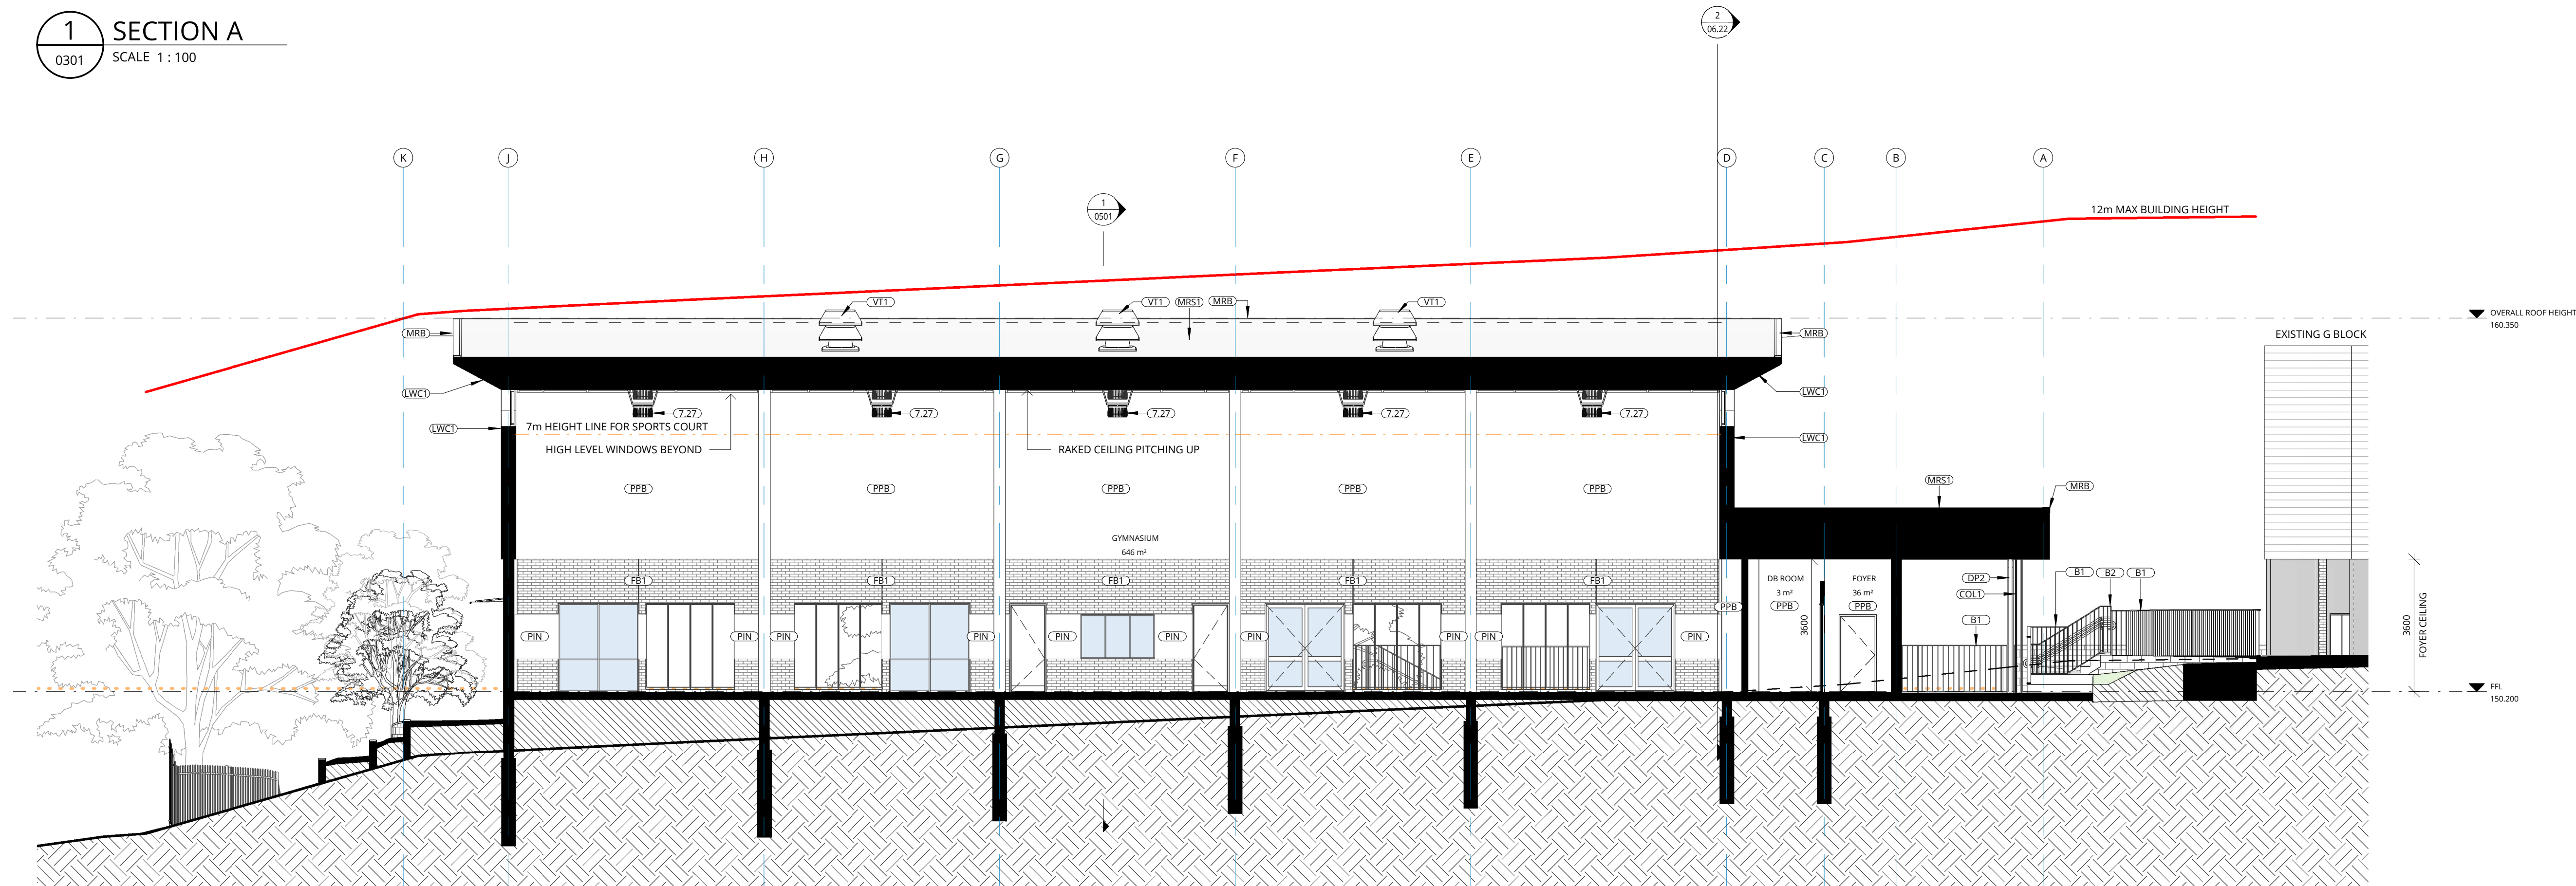 1
0301
SECTION A
SCALE 1 : 100
2
06.22
K
J
H
G
F
E
D
C
B
A
1
0501
12m MAX BUILDING HEIGHT
VT1
VT1
MRS1
MRB
VT1
OVERALL ROOF HEIGHT
160.350
MRB
MRB
EXISTING G BLOCK
LWC1
LWC1
7.27
7.27
7.27
7.27
7.27
LWC1
7m HEIGHT LINE FOR SPORTS COURT
LWC1
HIGH LEVEL WINDOWS BEYOND
RAKED CEILING PITCHING UP
PPB
PPB
PPB
PPB
PPB
MRS1
MRB
GYMNASIUM
646 m²
FB1
FB1
FB1
FB1
FB1
DB ROOM
3 m²
PPB
FOYER
36 m²
PPB
DP2
COL1
B1
B1
B2
B1
PPB
3600
3600
FOYER CEILING
PIN
PIN
PIN
PIN
PIN
PIN
PIN
PIN
PIN
PIN
FFL
150.200